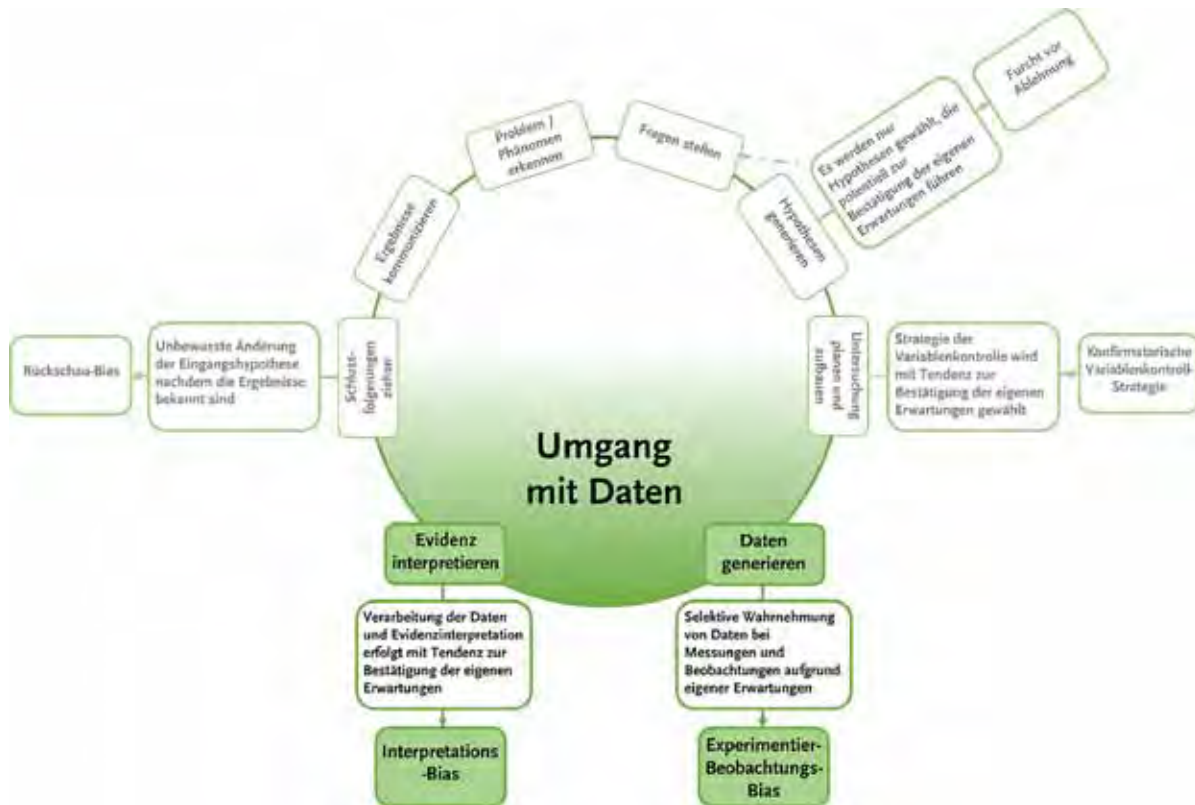 Problem /
Phänomen
erkennen
Fragen stellen
Hypothesen
generieren
Es werden nur
Hypothesen gewählt, die
potentiell zur
Bestätigung der eigenen
Erwartungen führen
Furcht vor
Ablehnung
Untersuchung
planen und
Strategie der
Variablenkontrolle wird
mit Tendenz zur
Bestätigung der eigenen
Erwartungen gewählt
Konfirmatorische
Variablenkontroll-
Strategie
Daten
generieren
Selektive Wahrnehmung
von Daten bei
Messungen und
Beobachtungen aufgrund
eigener Erwartungen
Experimentier-
Beobachtungs-
Bias
Evidenz
interpretieren
Verarbeitung der Daten
und Evidenzinterpretation
erfolgt mit Tendenz zur
Bestätigung der eigenen
Erwartungen
Interpretations
-Bias
Schluss-
folgerungen
ziehen
Unbewusste Änderung
der Eingangshypothese
nachdem die Ergebnisse
bekannt sind
Rückschau-Bias
Ergebnisse
kommunizieren
Umgang
mit Daten